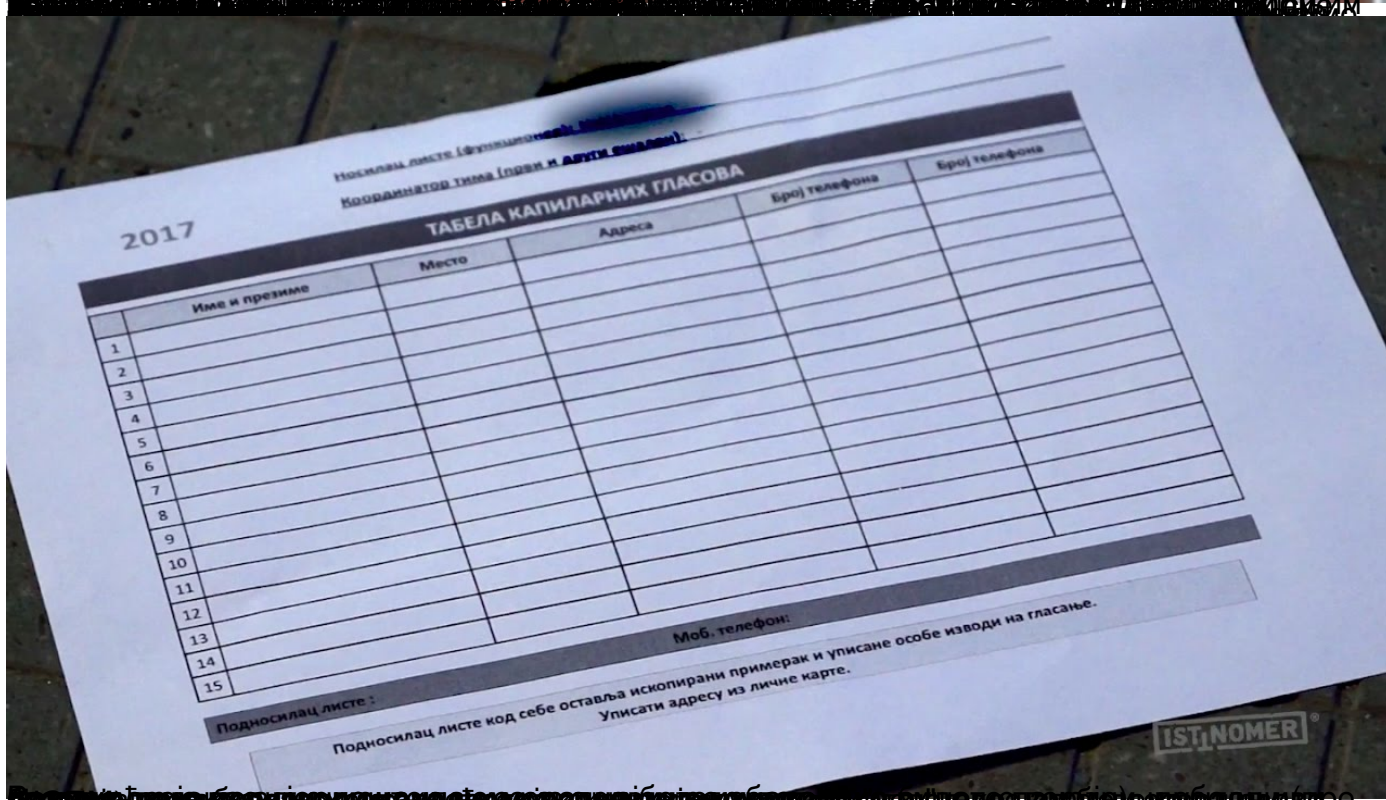 Носилац листе (функционер):
Координатор тима (први и други ешалон):
2017
ТАБЕЛА КАПИЛАРНИХ ГЛАСОВА
Име и презиме Место Адреса Број телефона Број телефона
1
2
3
4
5
6
7
8
9
10
11
12
13
14
15
Подносилац листе : Моб. телефон:
Подносилац листе код себе оставља ископирани примерак и уписане особе изводи на гласање.
Уписати адресу из личне карте.
ISTINOMER®